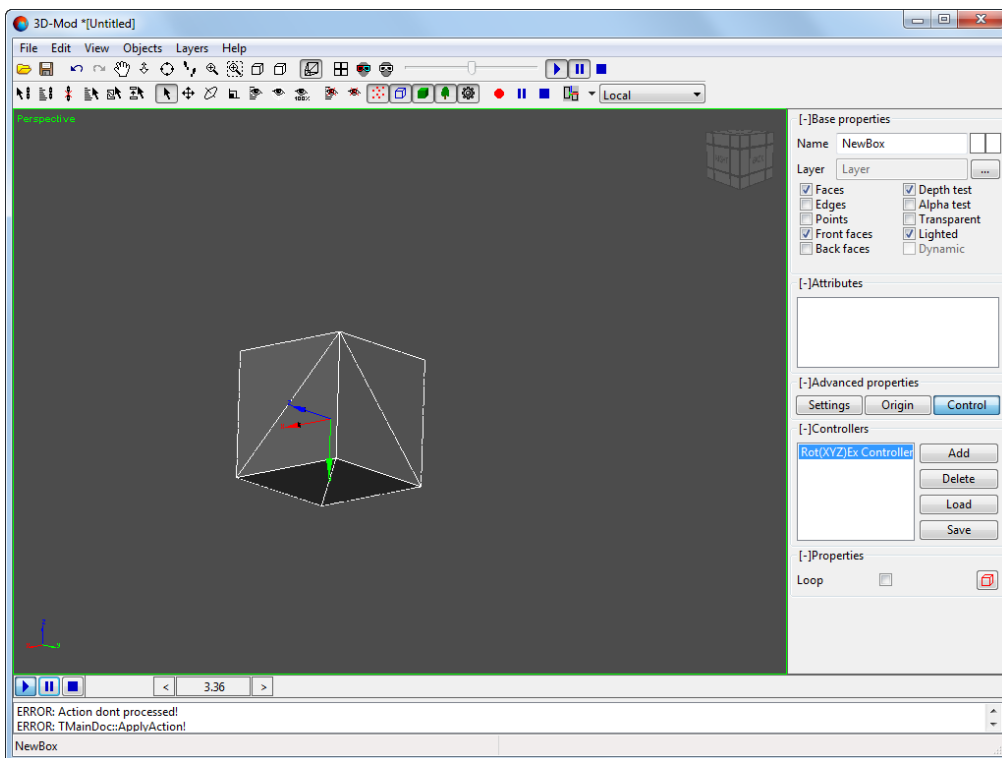 3D-Mod *[Untitled]
File Edit View Objects Layers Help
100%
Local
Perspective
[-]Base properties
Name NewBox
Layer Layer ...
Faces Depth test
Edges Alpha test
Points Transparent
Front faces Lighted
Back faces Dynamic
[-]Attributes
[-]Advanced properties
Settings Origin Control
[-]Controllers
Rot(XYZ)Ex Controller Add
Delete
Load
Save
[-]Properties
Loop
z
y
< 3.36 >
ERROR: Action dont processed!
ERROR: TMainDoc::ApplyAction!
NewBox